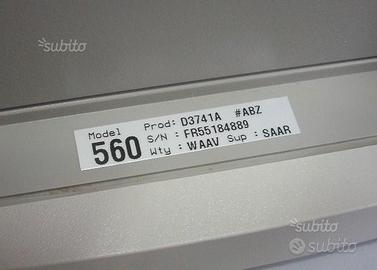 subito
Model 560
Prod: D3741A #ABZ
S/N : FR55184889
Wty : WAAV Sup : SAAR
subito
subito